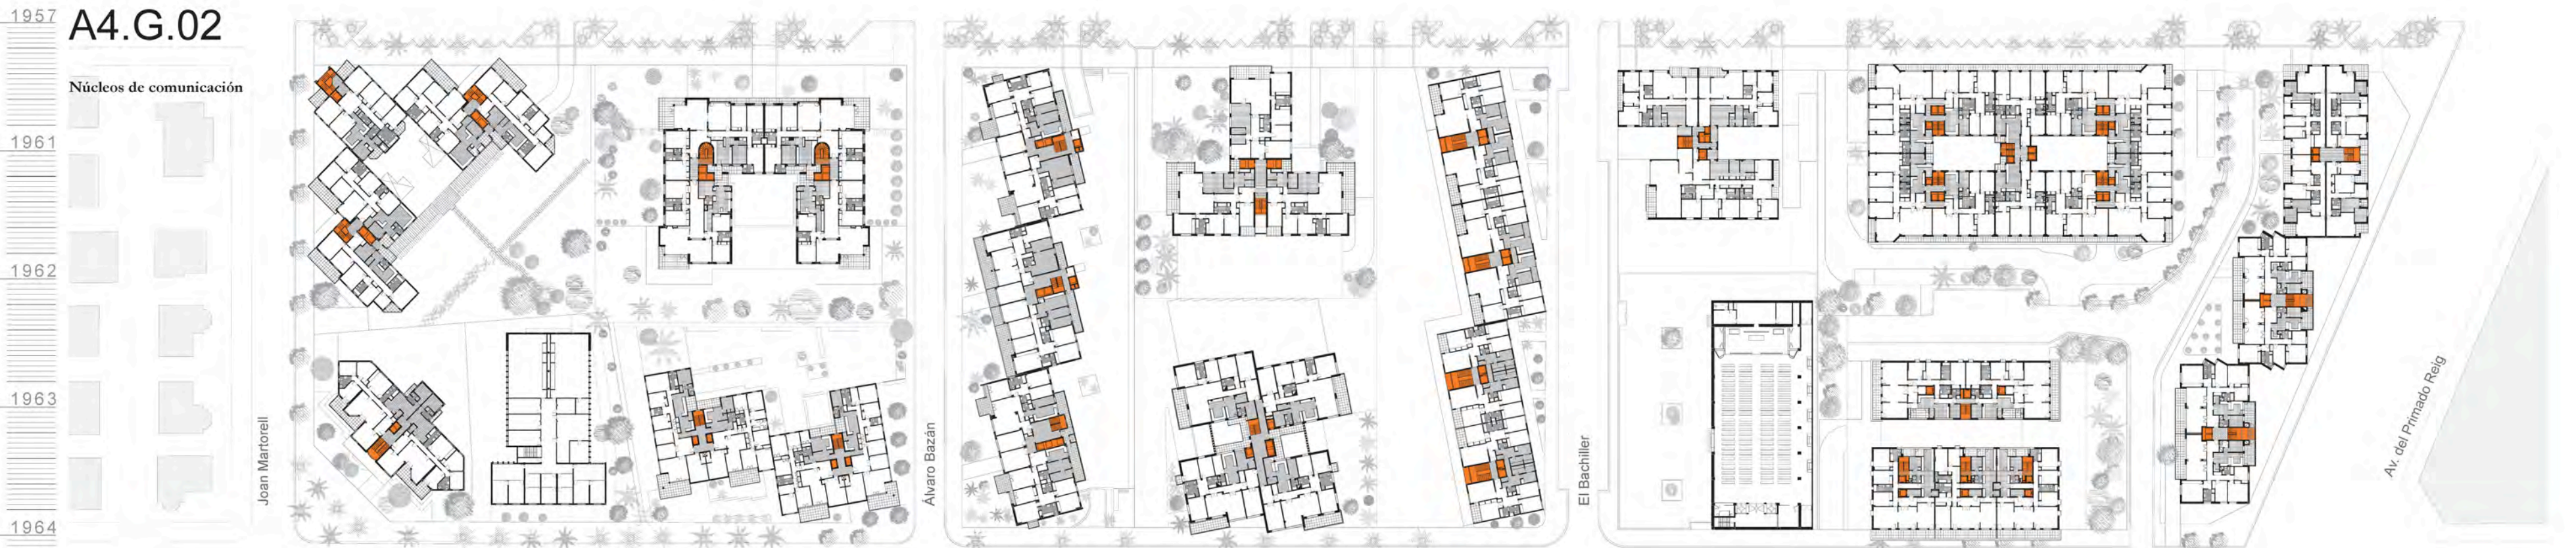 A4.G.02
Núcleos de comunicación
1957
1961
1962
1963
1964
Joan Martorell
Álvaro Bazán
El Bachiller
Av. del Primado Reig